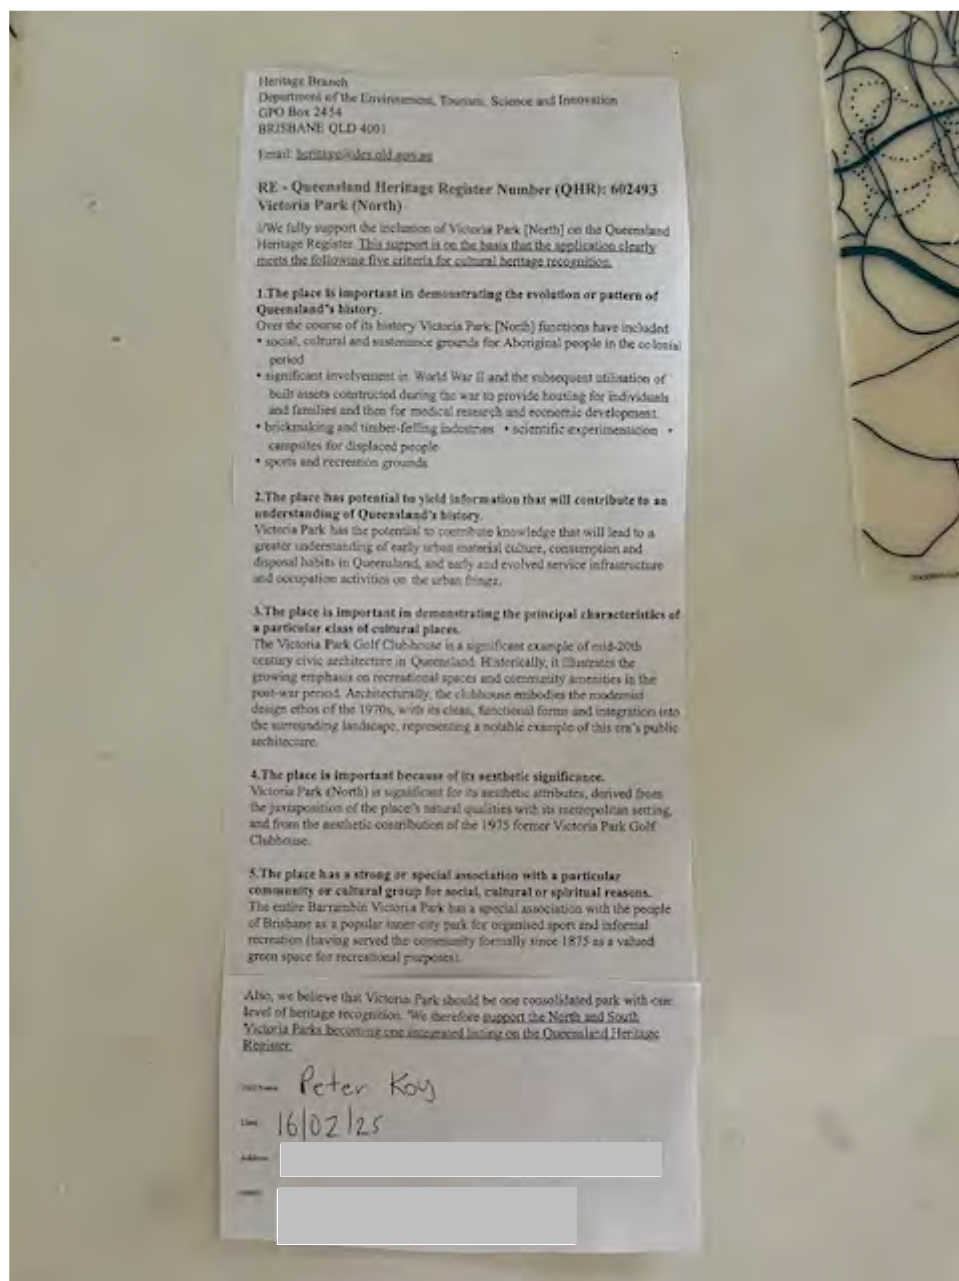 Heritage Branch
Department of the Environment, Tourism, Science and Innovation
GPO Box 2454
BRISBANE QLD 4001
Email: heritage@des.qld.gov.au
RE - Queensland Heritage Register Number (QHR): 602493
Victoria Park (North)
I/We fully support the inclusion of Victoria Park [North] on the Queensland
Heritage Register. This support is on the basis that the application clearly
meets the following five criteria for cultural heritage recognition.
1.The place is important in demonstrating the evolution or pattern of
Queensland's history.
Over the course of its history Victoria Park [North] functions have included
• social, cultural and sustenance grounds for Aboriginal people in the colonial
period
• significant involvement in World War II and the subsequent utilisation of
built assets constructed during the war to provide housing for individuals
and families and then for medical research and economic development
• brickmaking and timber-felling industries • scientific experimentation •
campsites for displaced people
• sports and recreation grounds
2.The place has potential to yield information that will contribute to an
understanding of Queensland's history.
Victoria Park has the potential to contribute knowledge that will lead to a
greater understanding of early urban material culture, consumption and
disposal habits in Queensland, and early and evolved service infrastructure
and occupation activities on the urban fringe.
3.The place is important in demonstrating the principal characteristics of
a particular class of cultural places.
The Victoria Park Golf Clubhouse is a significant example of mid-20th
century civic architecture in Queensland. Historically, it illustrates the
growing emphasis on recreational spaces and community amenities in the
post-war period. Architecturally, the clubhouse embodies the modernist
design ethos of the 1970s, with its clean, functional forms and integration into
the surrounding landscape, representing a notable example of this era's public
architecture.
4.The place is important because of its aesthetic significance.
Victoria Park (North) is significant for its aesthetic attributes, derived from
the juxtaposition of the place's natural qualities with its metropolitan setting,
and from the aesthetic contribution of the 1975 former Victoria Park Golf
Clubhouse.
5.The place has a strong or special association with a particular
community or cultural group for social, cultural or spiritual reasons.
The entire Barrambin Victoria Park has a special association with the people
of Brisbane as a popular inner-city park for organised sport and informal
recreation (having served the community formally since 1875 as a valued
green space for recreational purposes).
Also, we believe that Victoria Park should be one consolidated park with one
level of heritage recognition. We therefore support the North and South
Victoria Parks becoming one integrated listing on the Queensland Heritage
Register.
Name Peter Koy
Date 16/02/25
Address